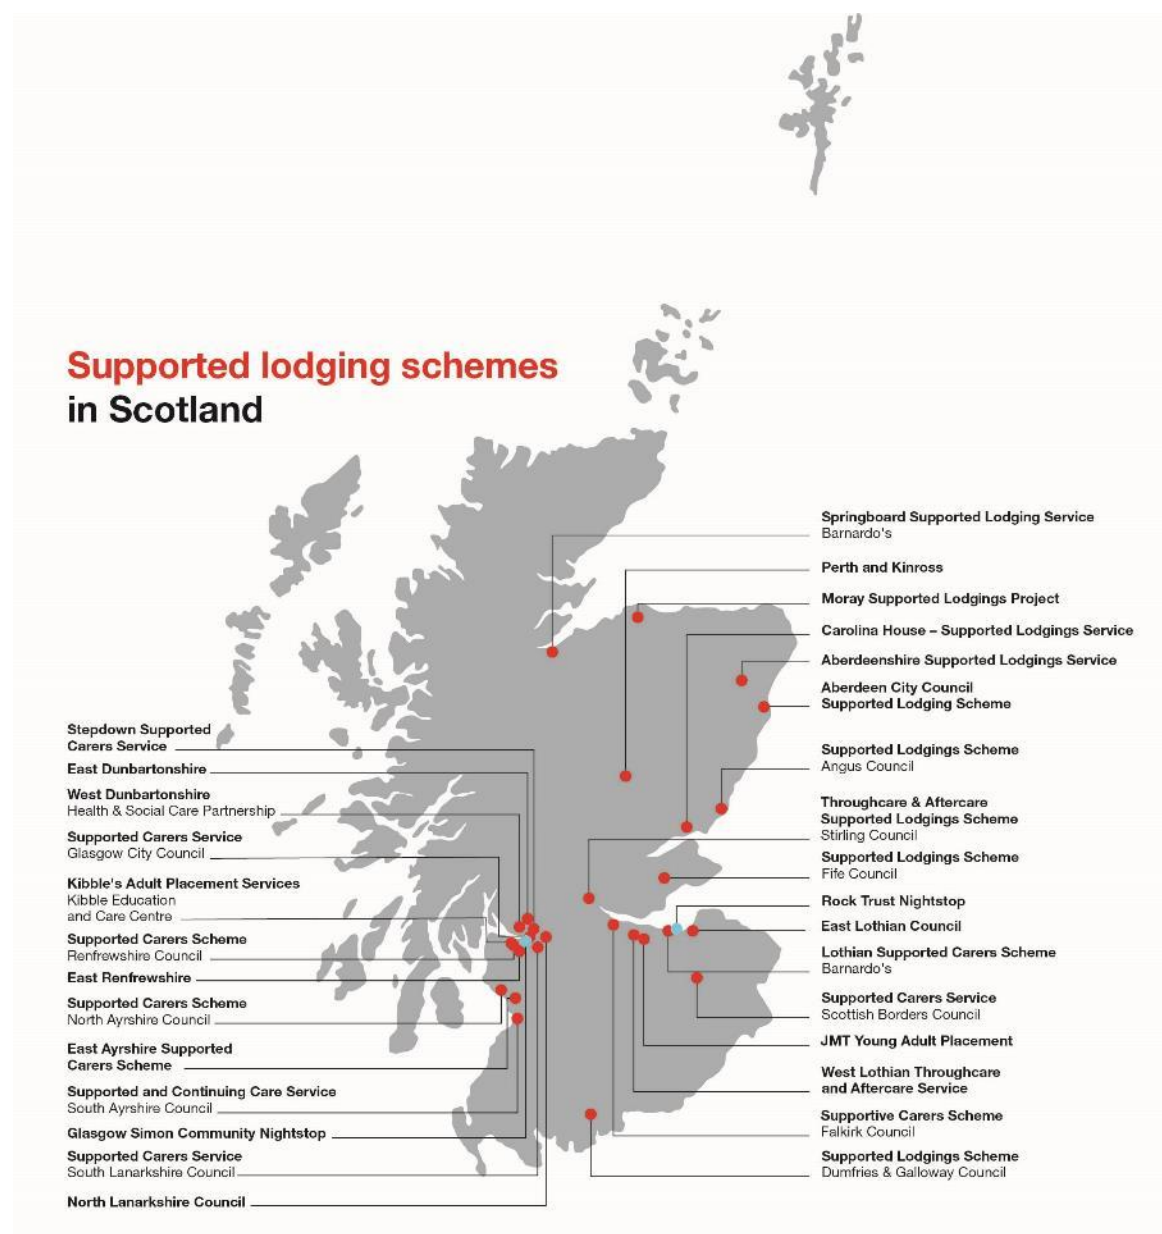 Supported lodging schemes
in Scotland
Springboard Supported Lodging Service
Barnardo's
Perth and Kinross
Moray Supported Lodgings Project
Carolina House – Supported Lodgings Service
Aberdeenshire Supported Lodgings Service
Aberdeen City Council
Supported Lodging Scheme
Supported Lodgings Scheme
Angus Council
Throughcare & Aftercare
Supported Lodgings Scheme
Stirling Council
Supported Lodgings Scheme
Fife Council
Rock Trust Nightstop
East Lothian Council
Lothian Supported Carers Scheme
Barnardo's
Supported Carers Service
Scottish Borders Council
JMT Young Adult Placement
West Lothian Throughcare
and Aftercare Service
Supportive Carers Scheme
Falkirk Council
Supported Lodgings Scheme
Dumfries & Galloway Council
Stepdown Supported
Carers Service
East Dunbartonshire
West Dunbartonshire
Health & Social Care Partnership
Supported Carers Service
Glasgow City Council
Kibble's Adult Placement Services
Kibble Education
and Care Centre
Supported Carers Scheme
Renfrewshire Council
East Renfrewshire
Supported Carers Scheme
North Ayrshire Council
East Ayrshire Supported
Carers Scheme
Supported and Continuing Care Service
South Ayrshire Council
Glasgow Simon Community Nightstop
Supported Carers Service
South Lanarkshire Council
North Lanarkshire Council